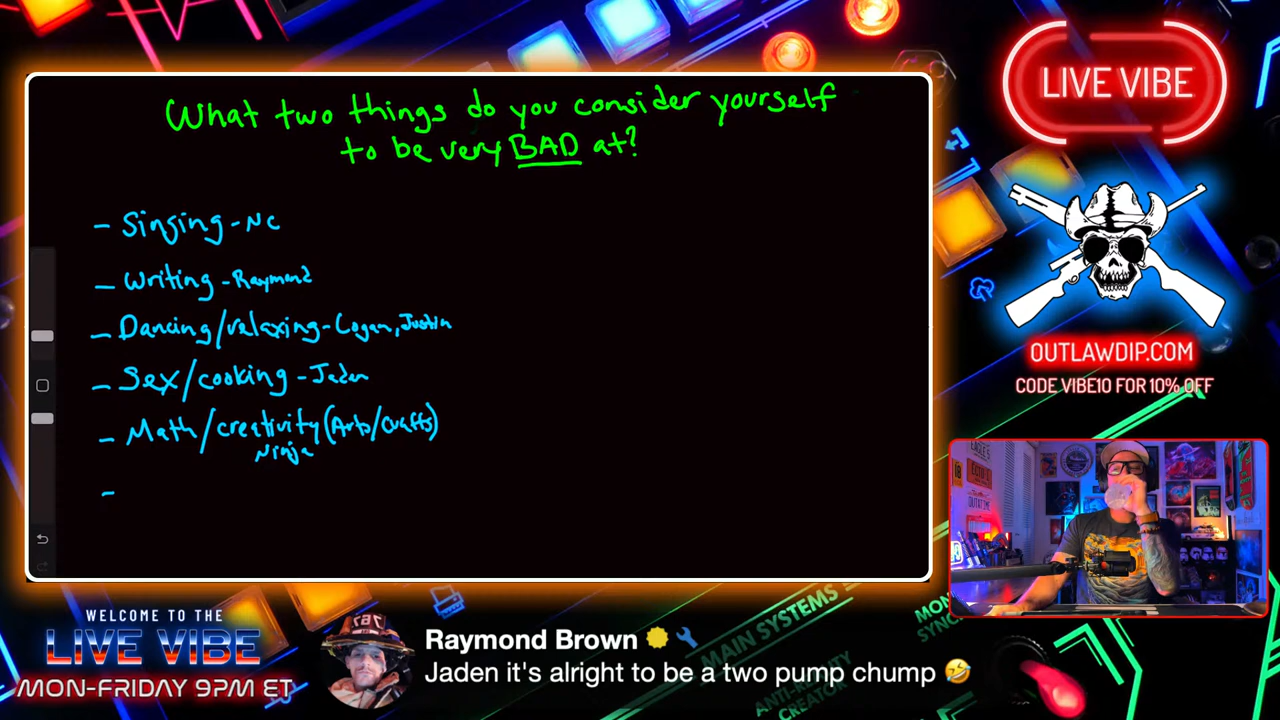 What two things do you consider yourself
to be very BAD at?
- Singing - NC
- Writing - Raymond
- Dancing/relaxing - Logan, Justin
- Sex/cooking - Jaden
- Math/creativity (Arts/Crafts)
Ninja
-
LIVE VIBE
OUTLAWDIP.COM
CODE VIBE10 FOR 10% OFF
WELCOME TO THE
LIVE VIBE
MON-FRIDAY 9PM ET
Raymond Brown
Jaden it's alright to be a two pump chump 🤣
MAIN SYSTEMS